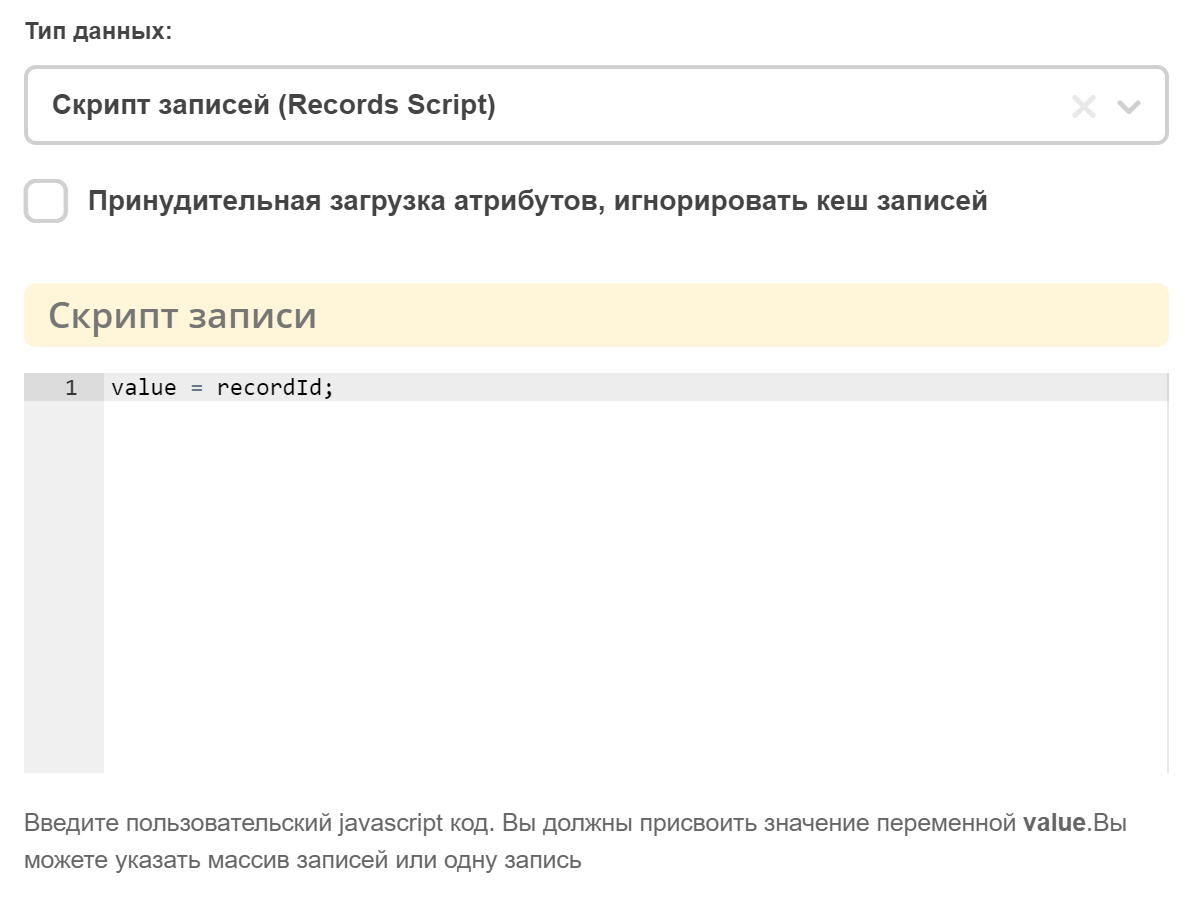 Тип данных:
Скрипт записей (Records Script)
Принудительная загрузка атрибутов, игнорировать кеш записей
Скрипт записи
1 value = recordId;
Введите пользовательский javascript код. Вы должны присвоить значение переменной value.Вы
можете указать массив записей или одну запись